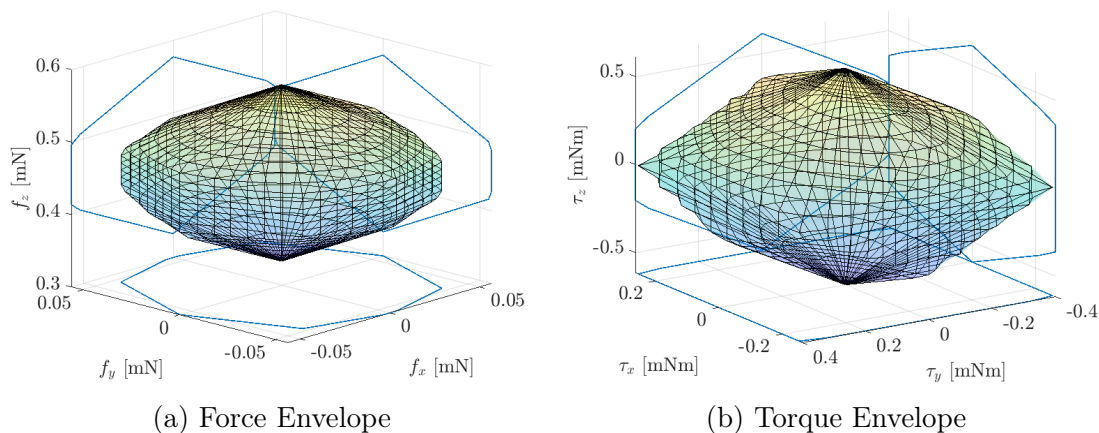 0.6
0.5
0.4
0.3
f_z [mN]
0.05
0
-0.05
f_y [mN]
-0.05
0
0.05
f_x [mN]
(a) Force Envelope
0.5
0
-0.5
τ_z [mNm]
0.2
0
-0.2
τ_x [mNm]
0.4
0.2
0
-0.2
-0.4
τ_y [mNm]
(b) Torque Envelope